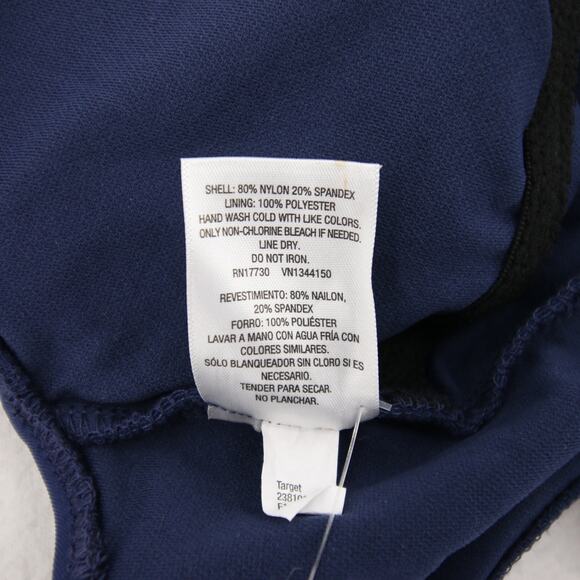 SHELL: 80% NYLON 20% SPANDEX
LINING: 100% POLYESTER
HAND WASH COLD WITH LIKE COLORS.
ONLY NON-CHLORINE BLEACH IF NEEDED.
LINE DRY.
DO NOT IRON.
RN17730 VN1344150
REVESTIMIENTO: 80% NAILON,
20% SPANDEX
FORRO: 100% POLIÉSTER
LAVAR A MANO CON AGUA FRÍA CON
COLORES SIMILARES.
SÓLO BLANQUEADOR SIN CLORO SI ES
NECESARIO.
TENDER PARA SECAR.
NO PLANCHAR.
Target